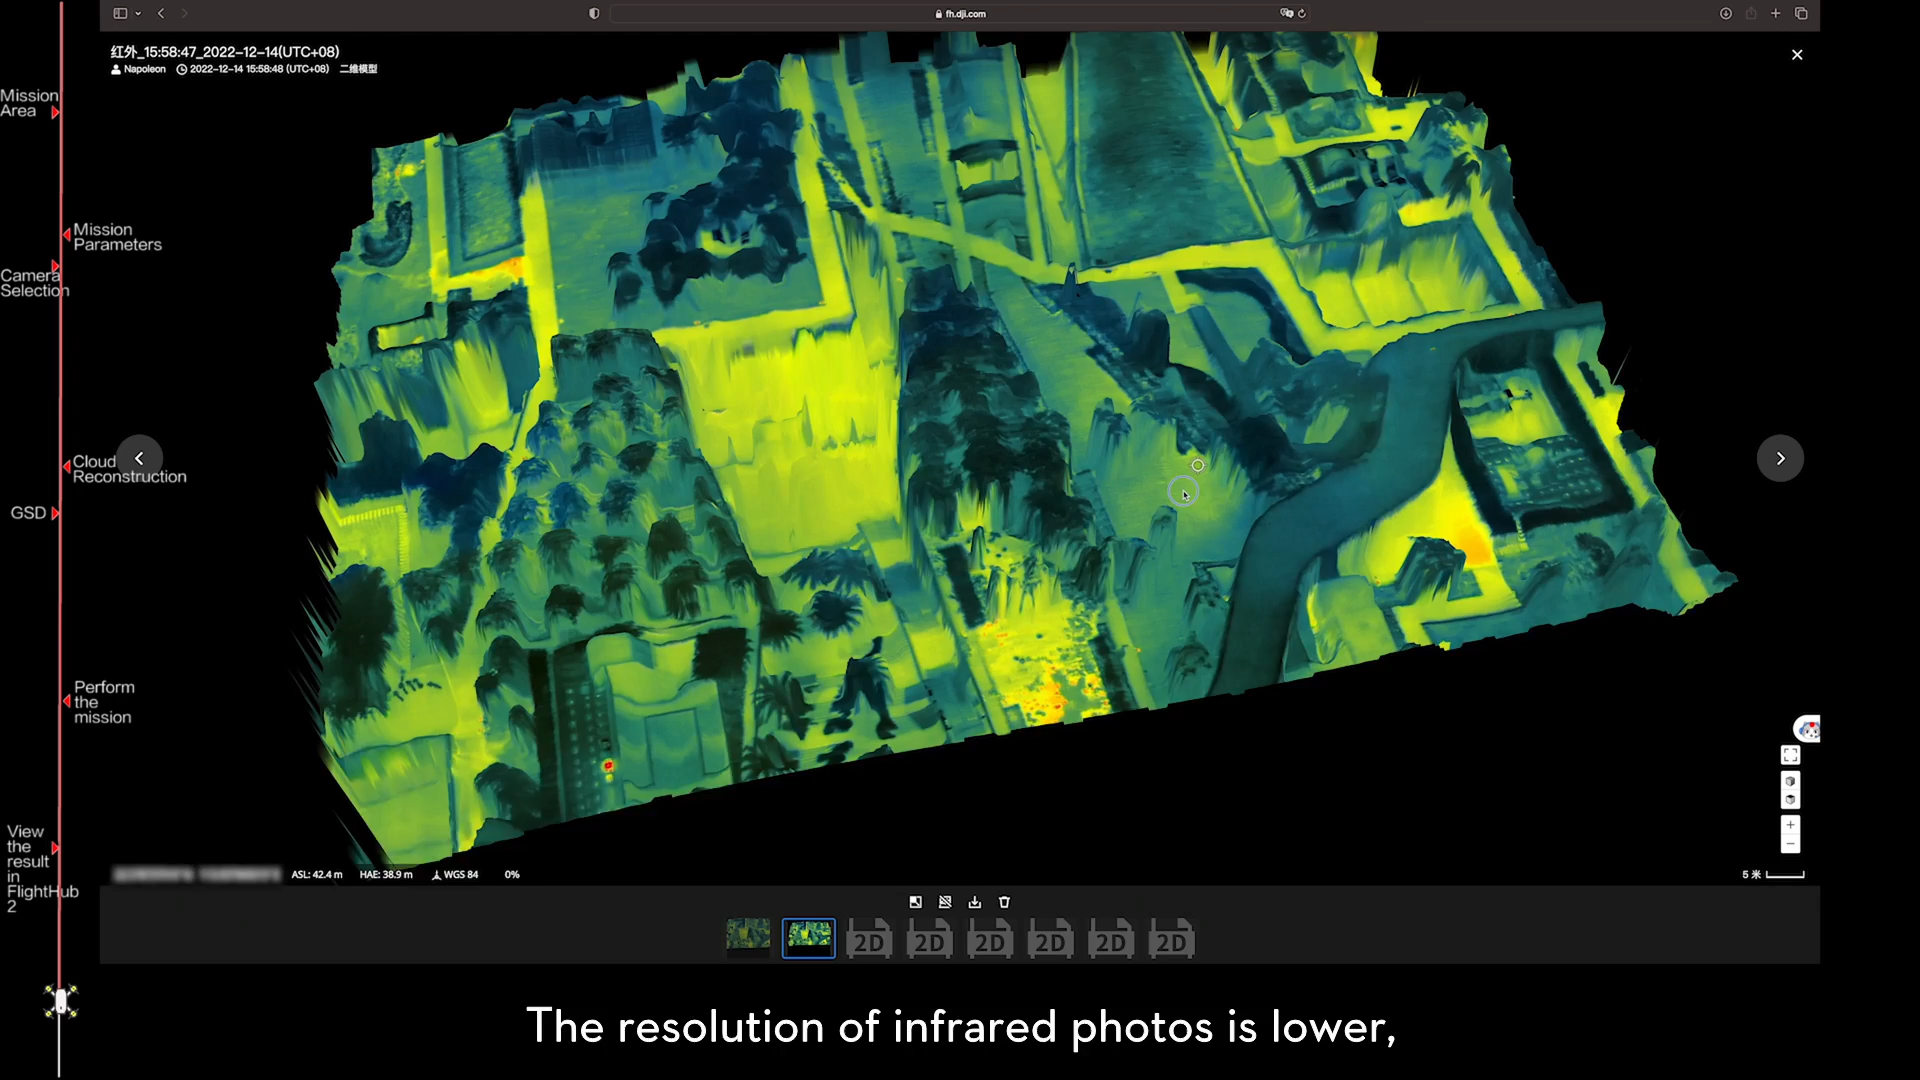 fh.dji.com
红外_15:58:47_2022-12-14(UTC+08)
Napoleon 2022-12-14 15:58:48 (UTC+08) 二维模型
Mission
Area
Mission
Parameters
Camera
Selection
Cloud
Reconstruction
GSD
Perform
the
mission
View
the
result
in
FlightHub
2
ASL: 42.4 m HAE: 38.9 m WGS 84 0%
5 米
2D 2D 2D 2D 2D 2D
The resolution of infrared photos is lower,